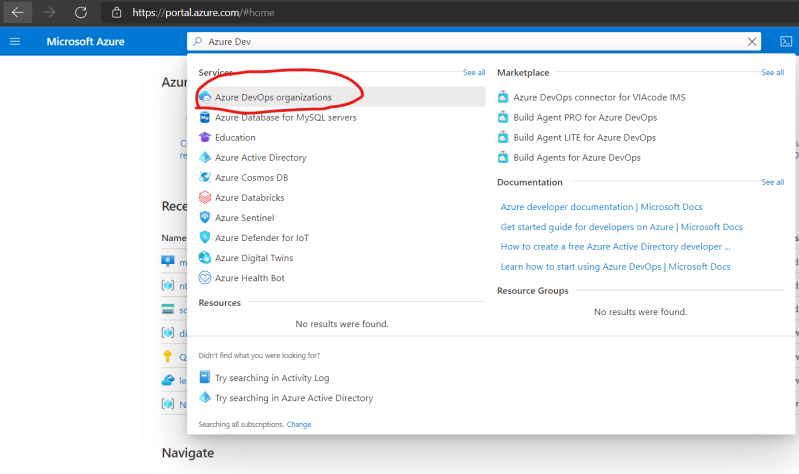 https://portal.azure.com/#home
Microsoft Azure
Azure Dev
Services
See all
Azure DevOps organizations
Azure Database for MySQL servers
Education
Azure Active Directory
Azure Cosmos DB
Azure Databricks
Azure Sentinel
Azure Defender for IoT
Azure Digital Twins
Azure Health Bot
Resources
No results were found.
Marketplace
See all
Azure DevOps connector for VIAcode IMS
Build Agent PRO for Azure DevOps
Build Agent LITE for Azure DevOps
Build Agents for Azure DevOps
Documentation
See all
Azure developer documentation | Microsoft Docs
Get started guide for developers on Azure | Microsoft Docs
How to create a free Azure Active Directory developer ...
Learn how to start using Azure DevOps | Microsoft Docs
Resource Groups
No results were found.
Didn't find what you were looking for?
Try searching in Activity Log
Try searching in Azure Active Directory
Searching all subscriptions. Change
Azu
Rece
Name
Navigate